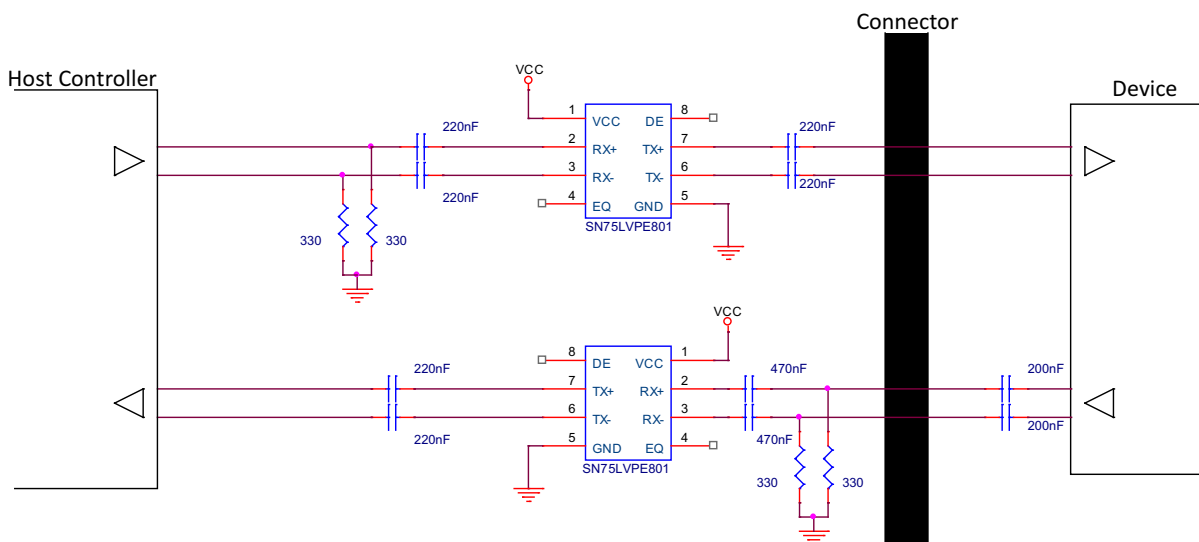 Connector
Host Controller
Device
VCC
220nF
220nF
1
VCC
DE
8
2
RX+
TX+
7
3
RX-
TX-
6
4
EQ
GND
5
220nF
220nF
SN75LVPE801
330
330
VCC
8
DE
VCC
1
220nF
470nF
200nF
7
TX+
RX+
2
6
TX-
RX-
3
220nF
470nF
200nF
5
GND
EQ
4
SN75LVPE801
330
330